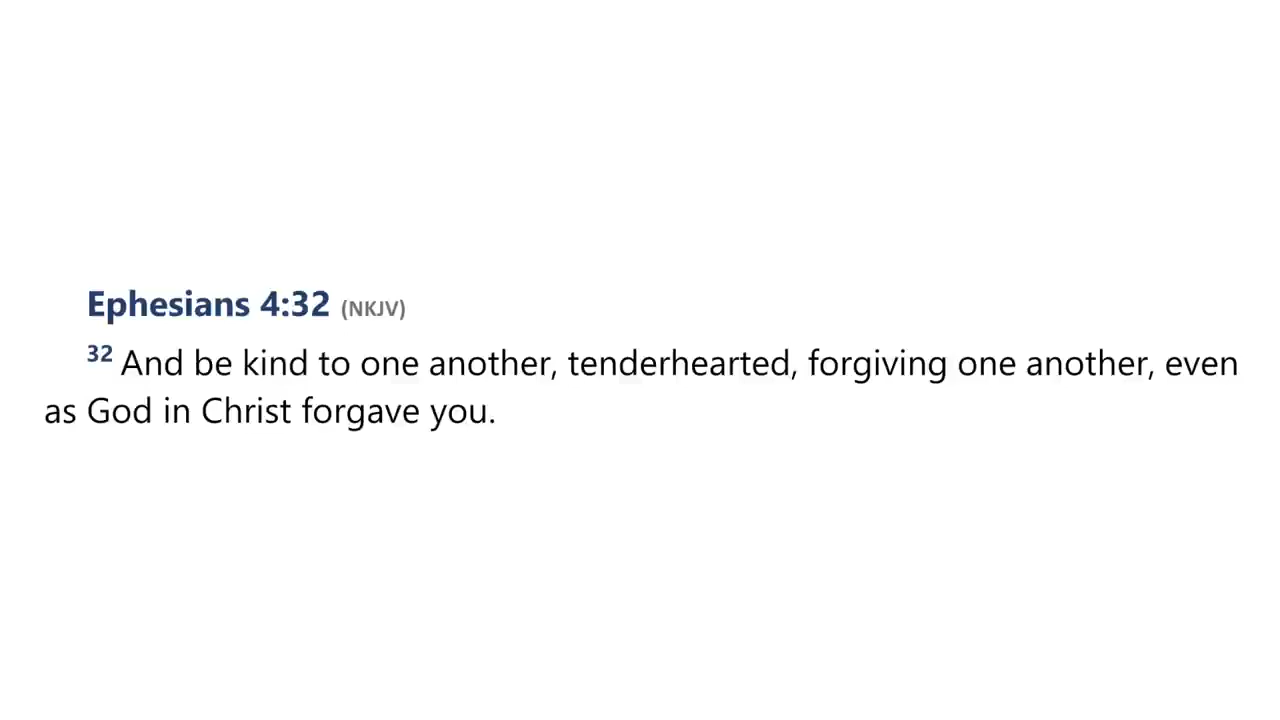 Ephesians 4:32 (NKJV)
32 And be kind to one another, tenderhearted, forgiving one another, even
as God in Christ forgave you.